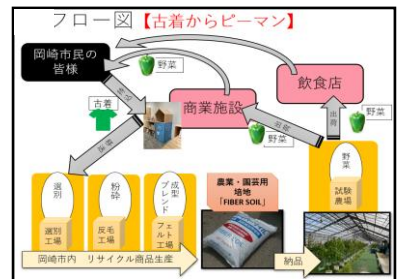 フロー図【古着からピーマン】
岡崎市民の
皆様
野菜
飲食店
商業施設
古着
野菜
野菜
出荷
選別
粉砕
成型
ブレンド
選別
工場
反毛
工場
フェ
ルト
工場
農業・園芸用
培地
「FIBER SOIL」
野菜
試験
農場
岡崎市内 リサイクル商品生産
納品